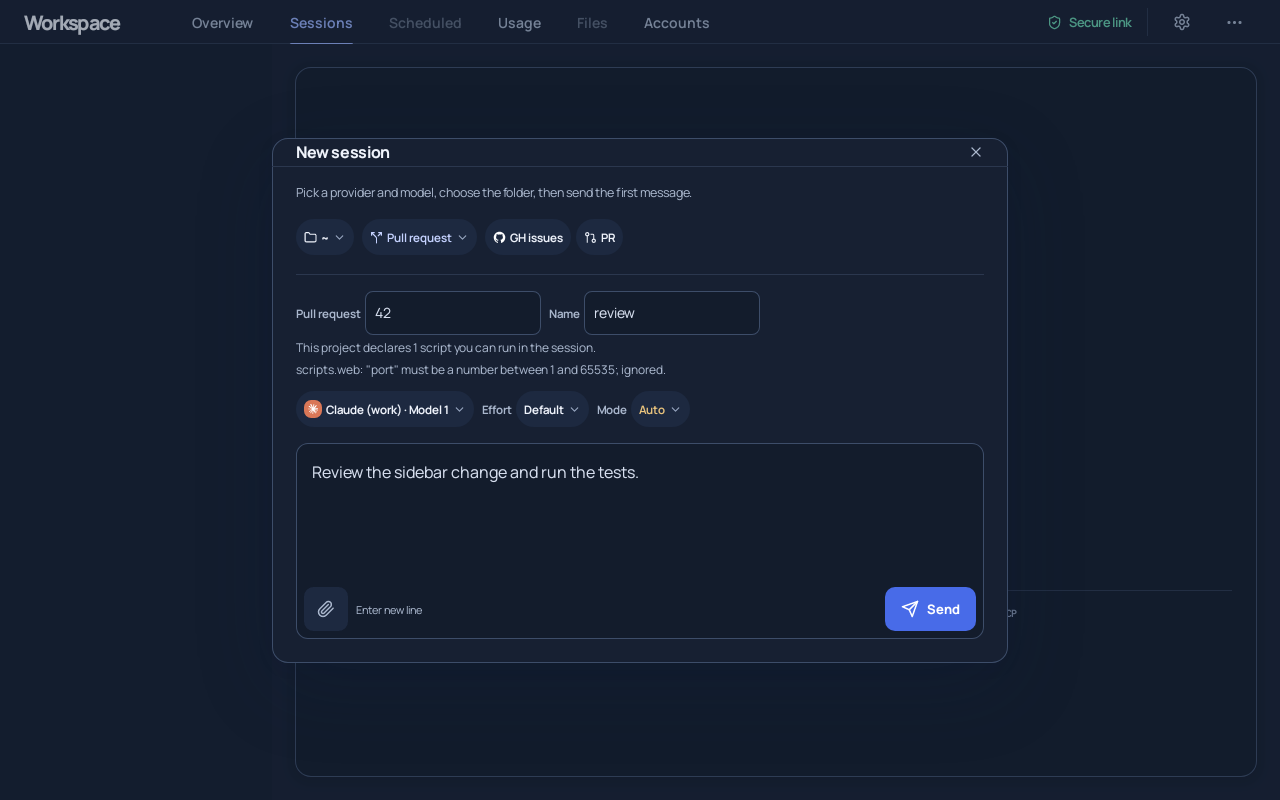 Workspace Overview Sessions Scheduled Usage Files Accounts Secure link
New session
Pick a provider and model, choose the folder, then send the first message.
~ Pull request GH issues PR
Pull request 42 Name review
This project declares 1 script you can run in the session.
scripts.web: "port" must be a number between 1 and 65535; ignored.
Claude (work) · Model 1 Effort Default Mode Auto
Review the sidebar change and run the tests.
Enter new line Send